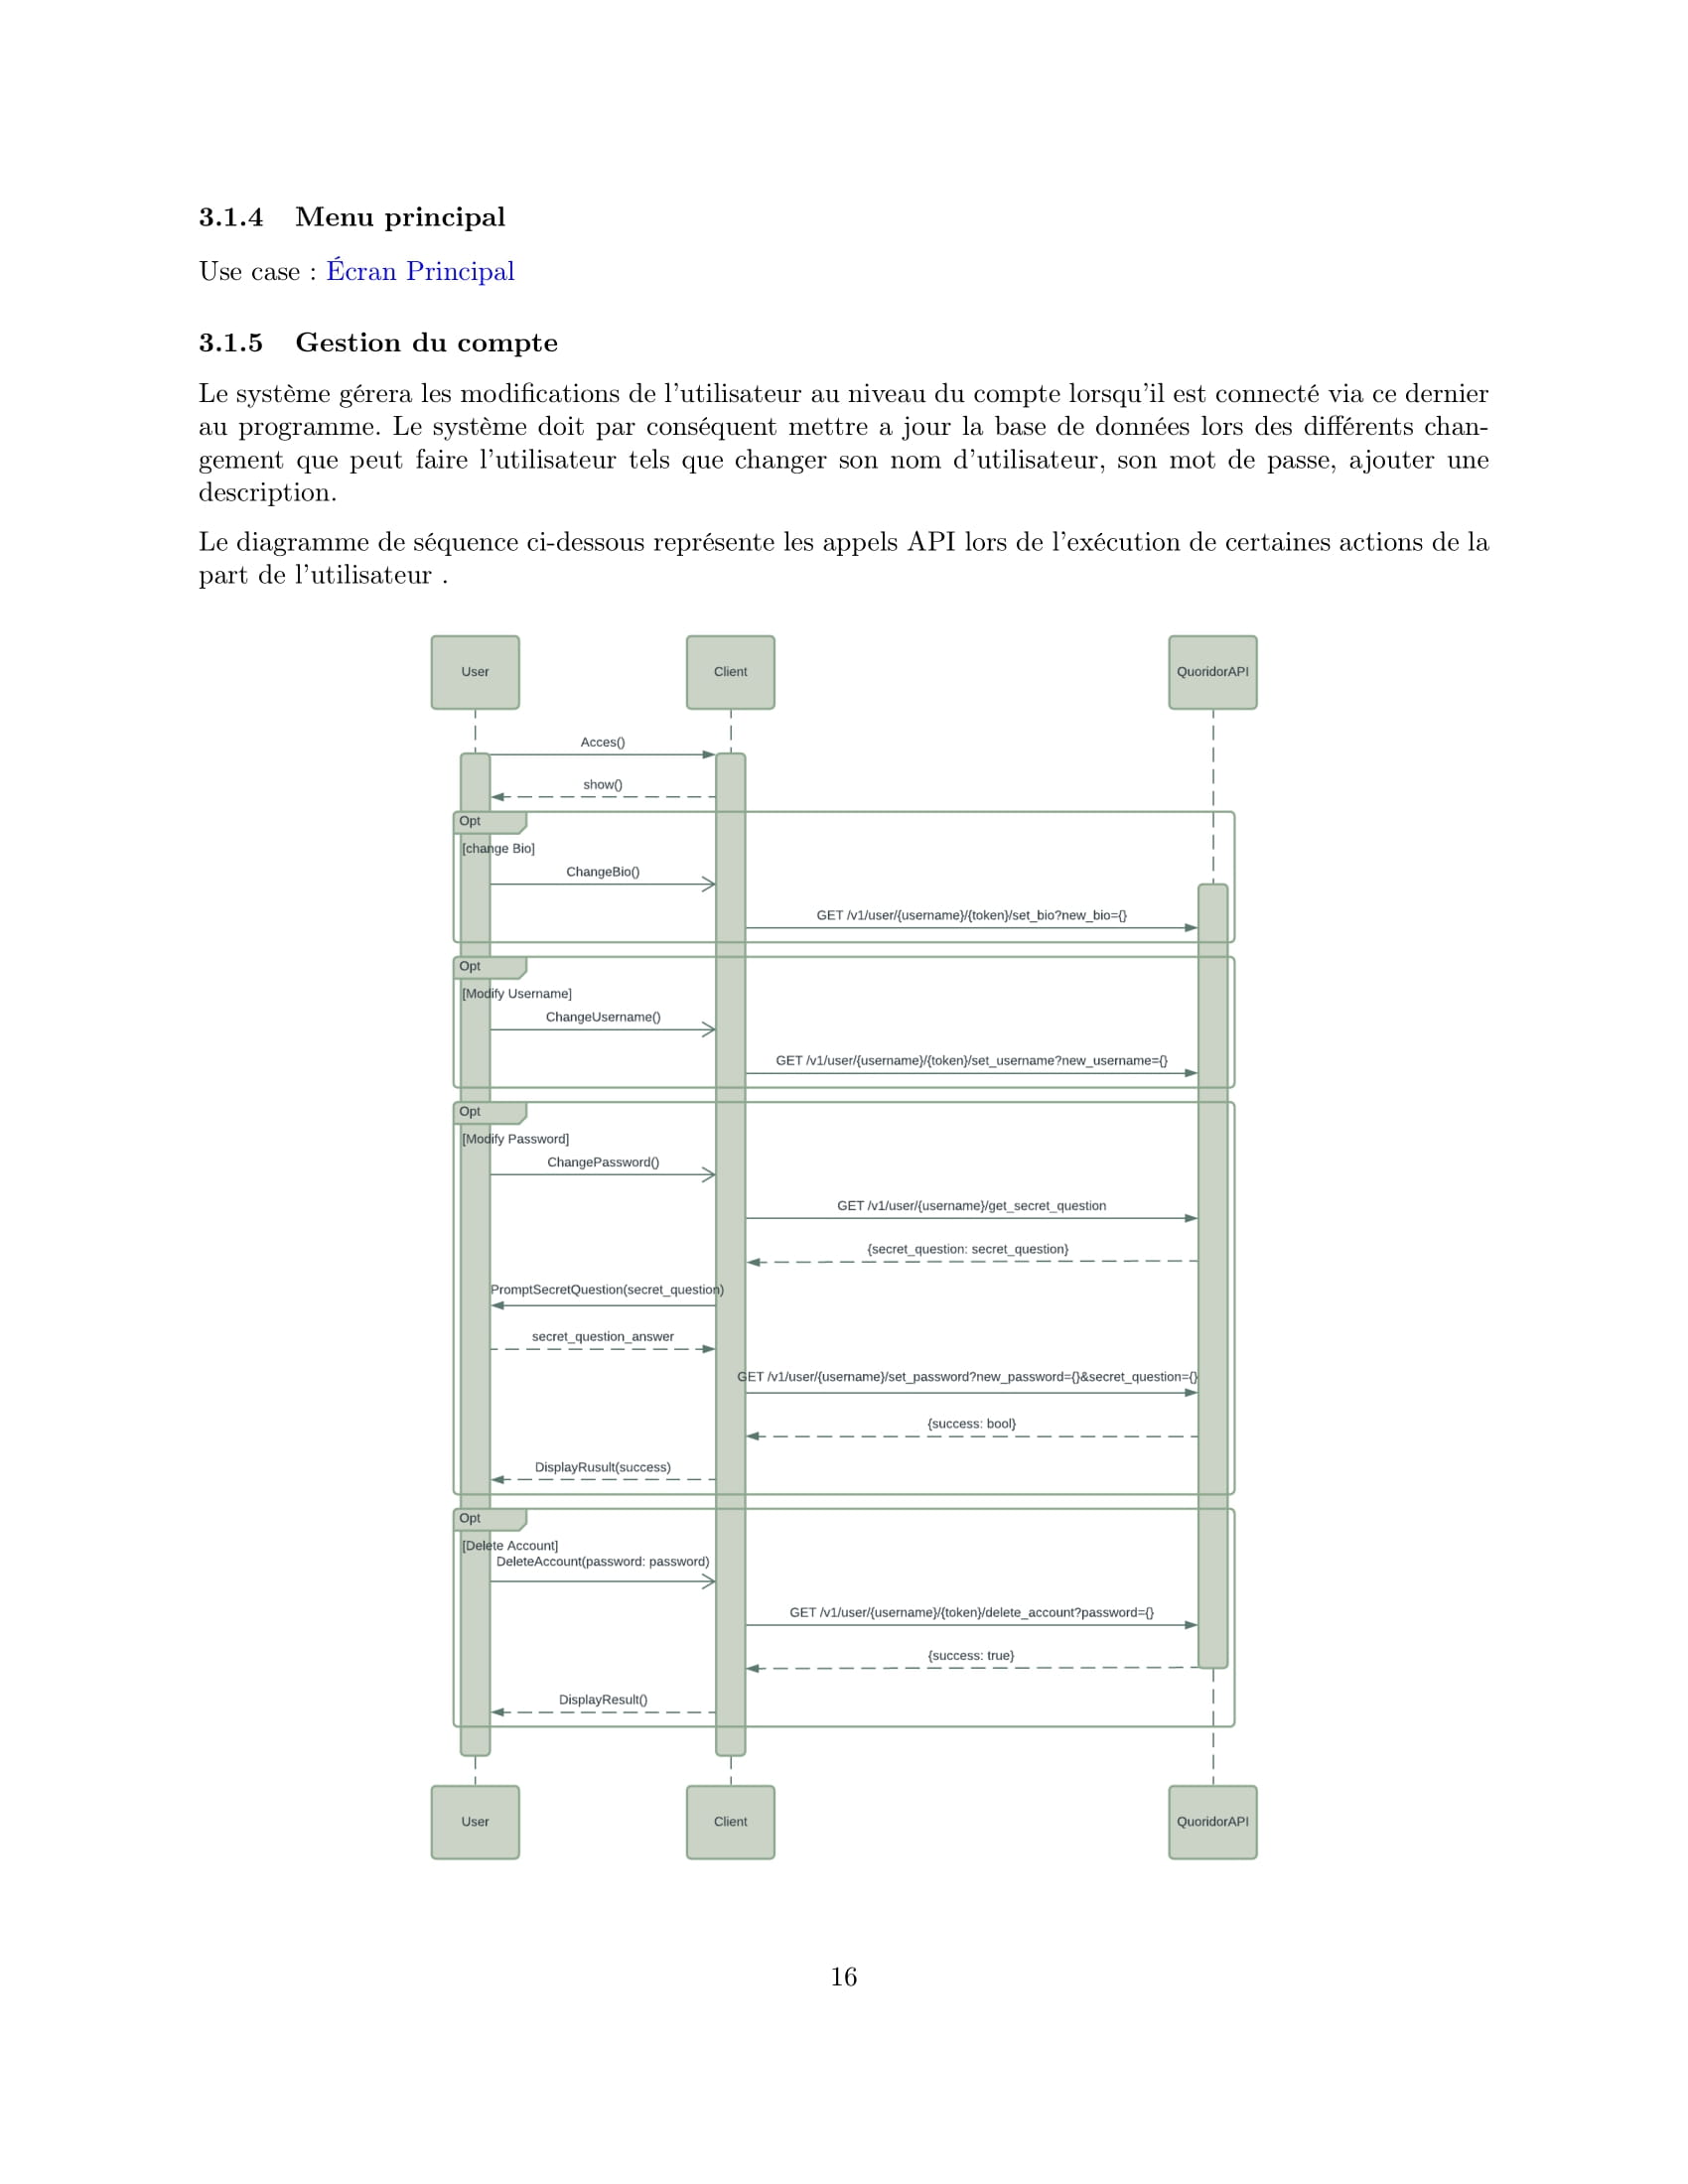 3.1.4 Menu principal
Use case : Écran Principal
3.1.5 Gestion du compte
Le système gérera les modifications de l'utilisateur au niveau du compte lorsqu'il est connecté via ce dernier
au programme. Le système doit par conséquent mettre a jour la base de données lors des différents chan-
gement que peut faire l'utilisateur tels que changer son nom d'utilisateur, son mot de passe, ajouter une
description.
Le diagramme de séquence ci-dessous représente les appels API lors de l'exécution de certaines actions de la
part de l'utilisateur .
User
Client
QuoridorAPI
Acces()
show()
Opt
[change Bio]
ChangeBio()
GET /v1/user/{username}/{token}/set_bio?new_bio={}
Opt
[Modify Username]
ChangeUsername()
GET /v1/user/{username}/{token}/set_username?new_username={}
Opt
[Modify Password]
ChangePassword()
GET /v1/user/{username}/get_secret_question
{secret_question: secret_question}
PromptSecretQuestion(secret_question)
secret_question_answer
GET /v1/user/{username}/set_password?new_password={}&secret_question={}
{success: bool}
DisplayRusult(success)
Opt
[Delete Account]
DeleteAccount(password: password)
GET /v1/user/{username}/{token}/delete_account?password={}
{success: true}
DisplayResult()
User
Client
QuoridorAPI
16